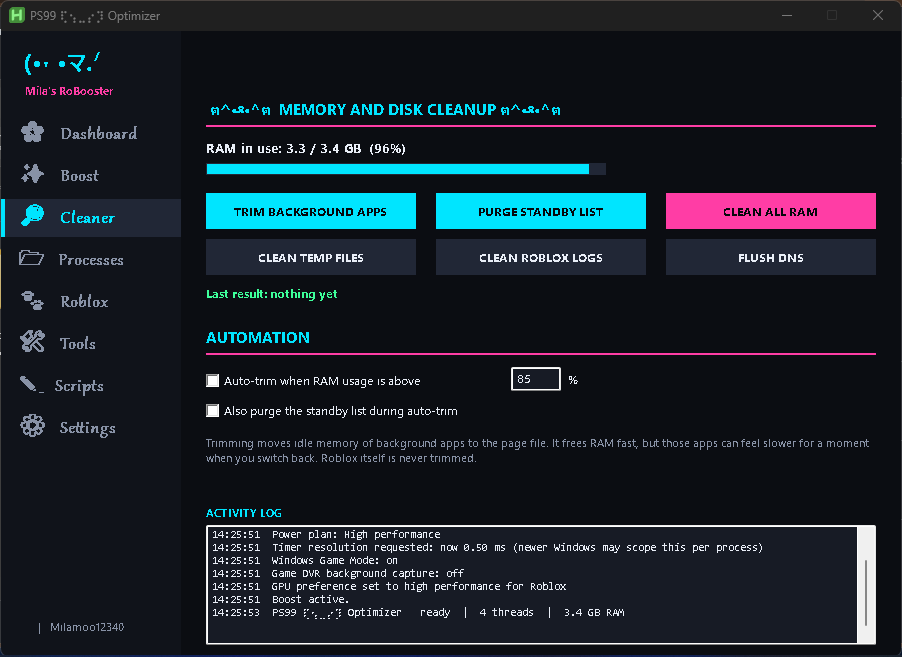 PS99 ⢏⢄⣀⡠⡹ Optimizer
(•˕ •マ.ᐟ
Mila's RoBooster
Dashboard
Boost
Cleaner
Processes
Roblox
Tools
Scripts
Settings
| Milamoo12340
MEMORY AND DISK CLEANUP
RAM in use: 3.3 / 3.4 GB (96%)
TRIM BACKGROUND APPS
PURGE STANDBY LIST
CLEAN ALL RAM
CLEAN TEMP FILES
CLEAN ROBLOX LOGS
FLUSH DNS
Last result: nothing yet
AUTOMATION
Auto-trim when RAM usage is above 85 %
Also purge the standby list during auto-trim
Trimming moves idle memory of background apps to the page file. It frees RAM fast, but those apps can feel slower for a moment
when you switch back. Roblox itself is never trimmed.
ACTIVITY LOG
14:25:51 Power plan: High performance
14:25:51 Timer resolution requested: now 0.50 ms (newer Windows may scope this per process)
14:25:51 Windows Game Mode: on
14:25:51 Game DVR background capture: off
14:25:51 GPU preference set to high performance for Roblox
14:25:51 Boost active.
14:25:53 PS99 ⢏⢄⣀⡠⡹ Optimizer ready | 4 threads | 3.4 GB RAM